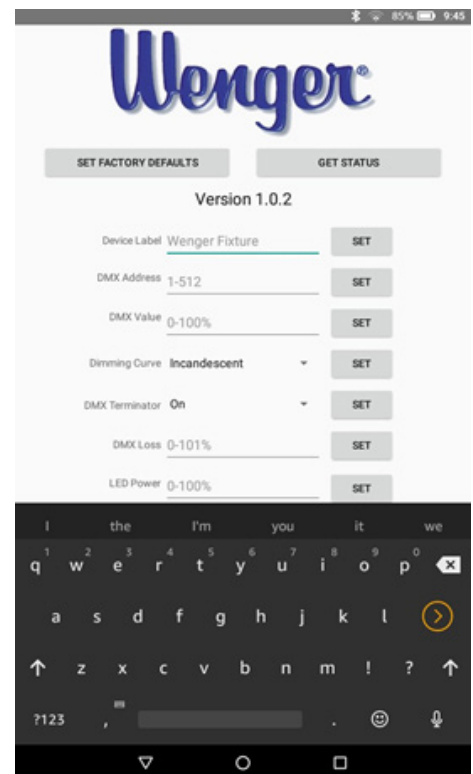 85% 9:45
Wenger®
SET FACTORY DEFAULTS GET STATUS
Version 1.0.2
Device Label Wenger Fixture SET
DMX Address 1-512 SET
DMX Value 0-100% SET
Dimming Curve Incandescent SET
DMX Terminator On SET
DMX Loss 0-101% SET
LED Power 0-100% SET
I the I'm you it we
1 2 3 4 5 6 7 8 9 0
q w e r t y u i o p
a s d f g h j k l
z x c v b n m ! ?
?123 , .